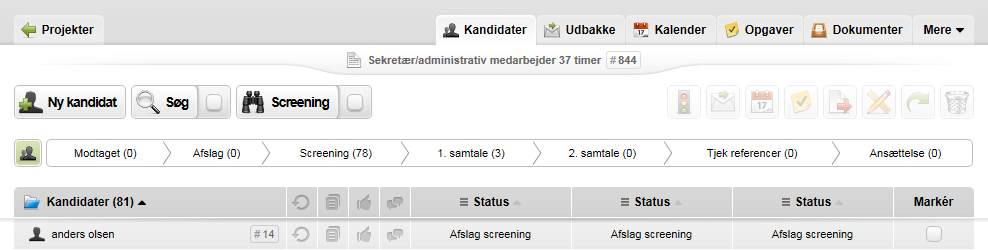 Projekter
Kandidater Udbakke Kalender Opgaver Dokumenter Mere
17
Sekretær/administrativ medarbejder 37 timer #844
Ny kandidat Søg Screening
17
Modtaget (0) Afslag (0) Screening (78) 1. samtale (3) 2. samtale (0) Tjek referencer (0) Ansættelse (0)
Kandidater (81) Status Status Status Markér
anders olsen #14 Afslag screening Afslag screening Afslag screening